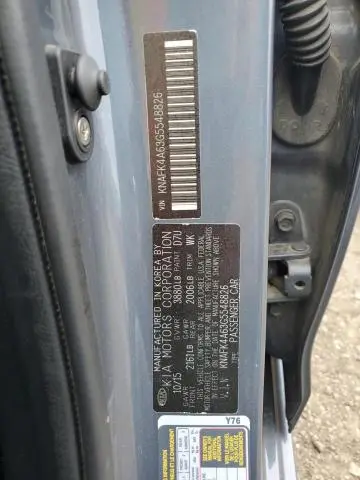 VIN KNAFK4A63G5548826
MANUFACTURED IN KOREA BY
KIA MOTORS CORPORATION
10/15 GVWR 3880LB PAINT D7U
GAWR FRONT 2161LB GAWR REAR 2006LB TRIM WK
THIS VEHICLE CONFORMS TO ALL APPLICABLE U.S. FEDERAL
MOTOR VEHICLE SAFETY, BUMPER, AND THEFT PREVENTION STANDARDS
IN EFFECT ON THE DATE OF MANUFACTURE SHOWN ABOVE.
V.I.N KNAFK4A63G5548826
TYPE: PASSENGER CAR
Y76